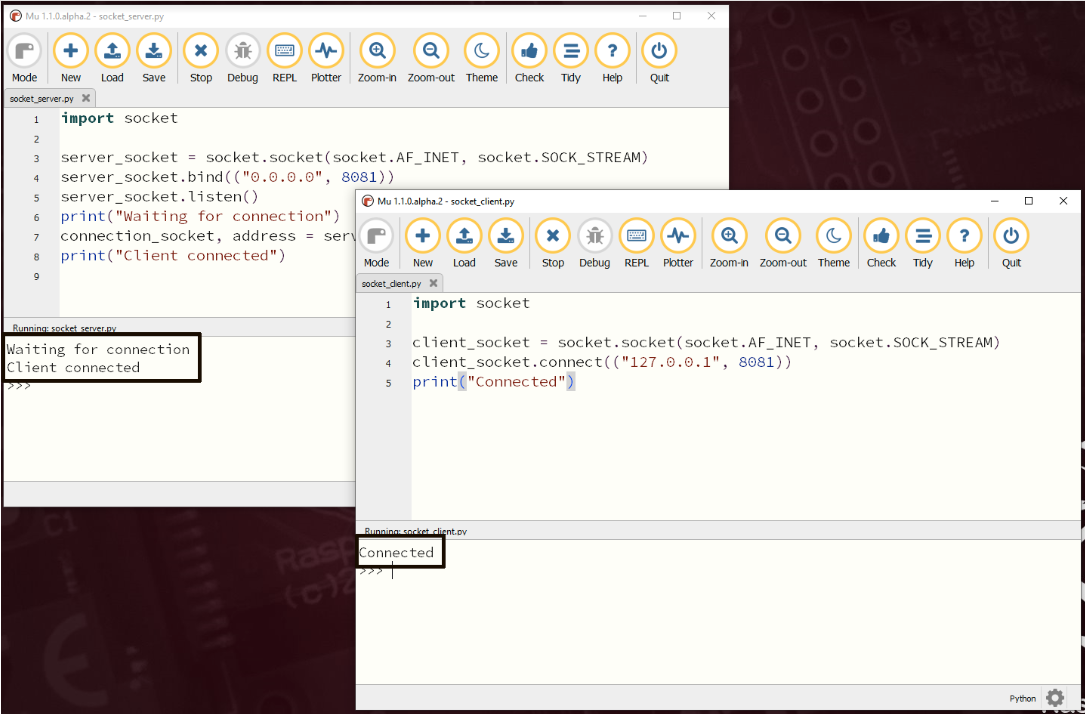 Mu 1.1.0.alpha.2 - socket_server.py
Mode New Load Save Stop Debug REPL Plotter Zoom-in Zoom-out Theme Check Tidy Help Quit
socket_server.py
1 import socket
2
3 server_socket = socket.socket(socket.AF_INET, socket.SOCK_STREAM)
4 server_socket.bind(("0.0.0.0", 8081))
5 server_socket.listen()
6 print("Waiting for connection")
7 connection_socket, address = serv
8 print("Client connected")
9
Running: socket_server.py
Waiting for connection
Client connected
>>>
Mu 1.1.0.alpha.2 - socket_client.py
Mode New Load Save Stop Debug REPL Plotter Zoom-in Zoom-out Theme Check Tidy Help Quit
socket_client.py
1 import socket
2
3 client_socket = socket.socket(socket.AF_INET, socket.SOCK_STREAM)
4 client_socket.connect(("127.0.0.1", 8081))
5 print("Connected")
Running: socket_client.py
Connected
>>>
Python
C1
Rasp
(c)2